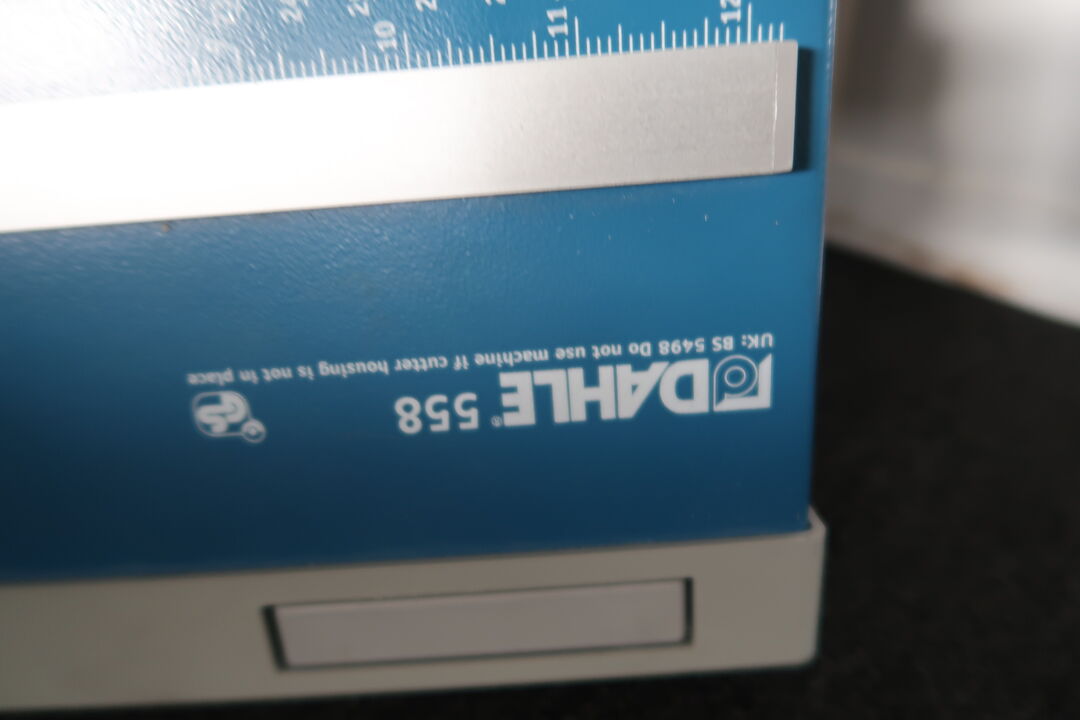 DAHLE® 558 GS
UK: BS 5498 Do not use machine if cutter housing is not in place
10 11 12